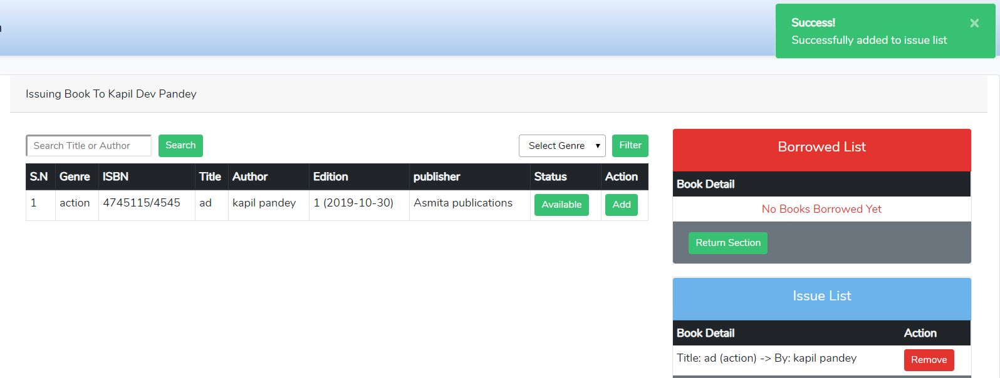 Success!
Successfully added to issue list
Issuing Book To Kapil Dev Pandey
Search Title or Author Search Select Genre Filter
S.N Genre ISBN Title Author Edition publisher Status Action
1 action 4745115/4545 ad kapil pandey 1 (2019-10-30) Asmita publications Available Add
Borrowed List
Book Detail
No Books Borrowed Yet
Return Section
Issue List
Book Detail Action
Title: ad (action) -> By: kapil pandey Remove